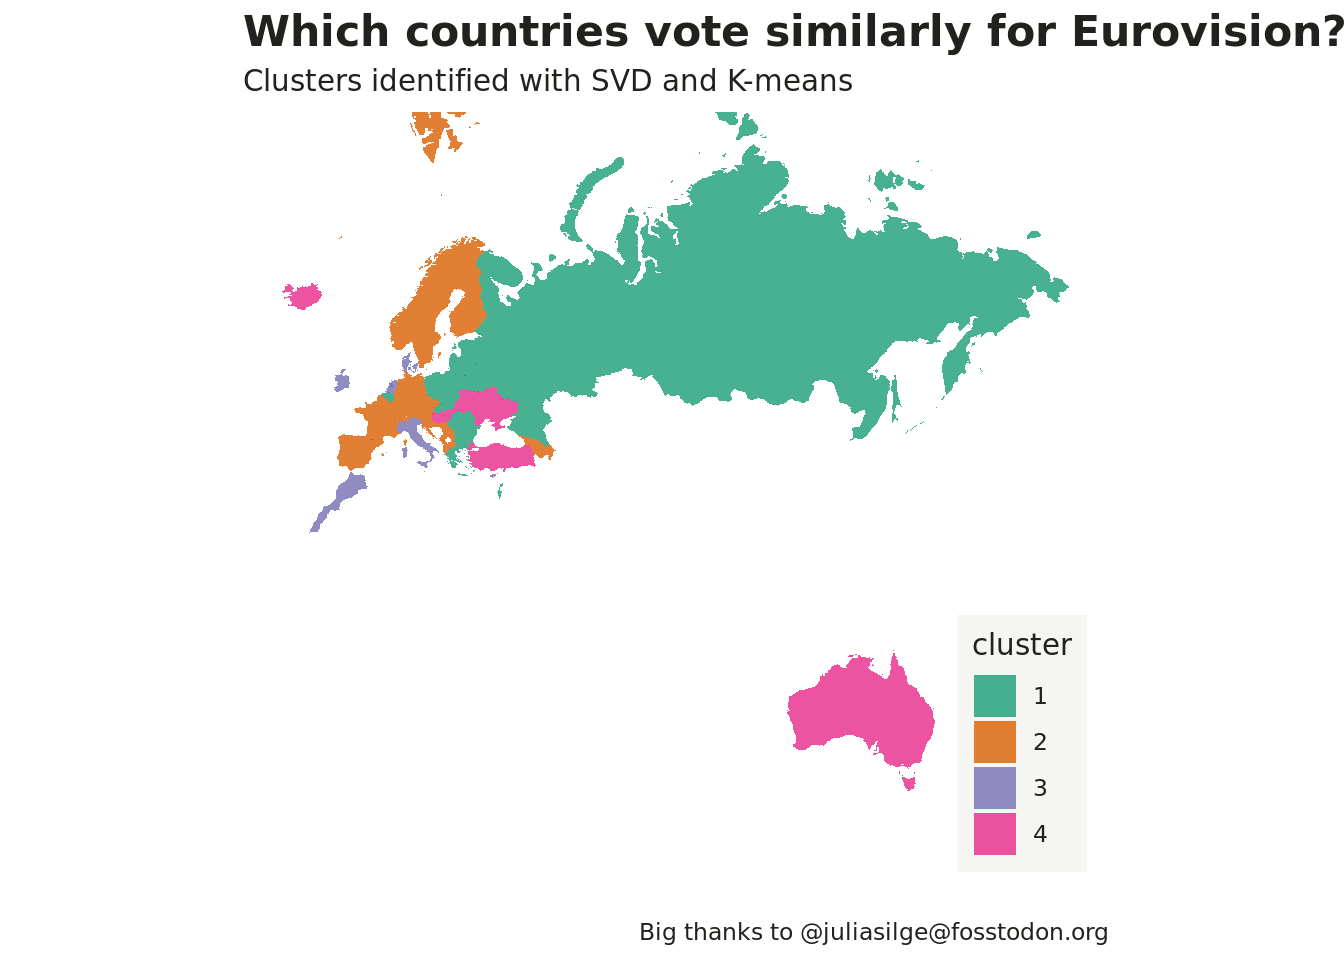 Which countries vote similarly for Eurovision?
Clusters identified with SVD and K-means
cluster
1
2
3
4
Big thanks to @juliasilge@fosstodon.org